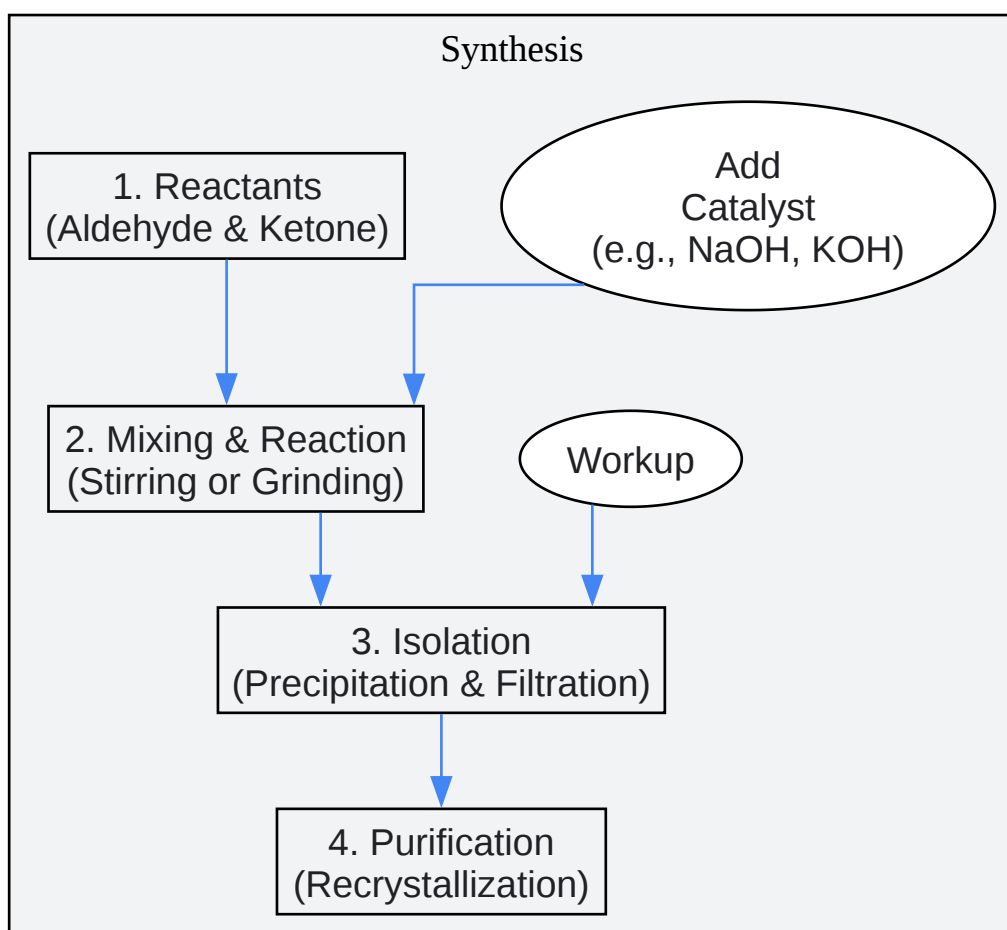 Synthesis
1. Reactants
(Aldehyde & Ketone)
Add
Catalyst
(e.g., NaOH, KOH)
2. Mixing & Reaction
(Stirring or Grinding)
Workup
3. Isolation
(Precipitation & Filtration)
4. Purification
(Recrystallization)